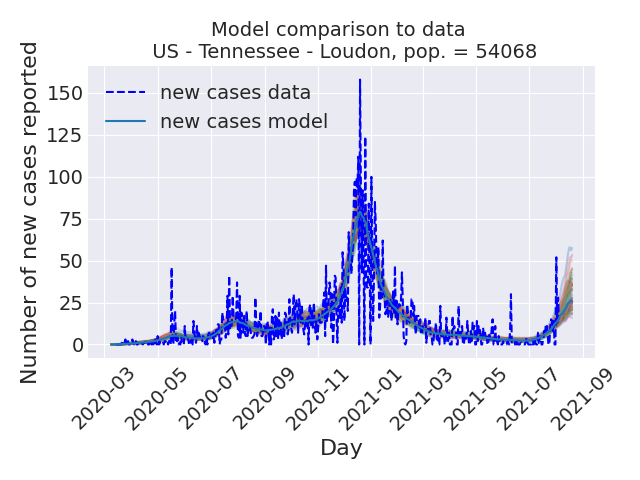 Model comparison to data
US - Tennessee - Loudon, pop. = 54068
Number of new cases reported
150
125
100
75
50
25
0
new cases data
new cases model
2020-03
2020-05
2020-07
2020-09
2020-11
2021-01
2021-03
2021-05
2021-07
2021-09
Day